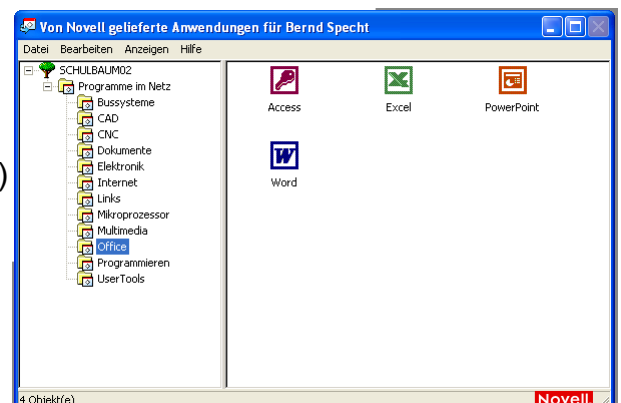 Von Novell gelieferte Anwendungen für Bernd Specht
Datei Bearbeiten Anzeigen Hilfe
SCHULBAUM02
Programme im Netz
Bussysteme
CAD
CNC
Dokumente
Elektronik
Internet
Links
Mikroprozessor
Multimedia
Office
Programmieren
UserTools
Access Excel PowerPoint
Word
)
4 Objekt(e) Novell